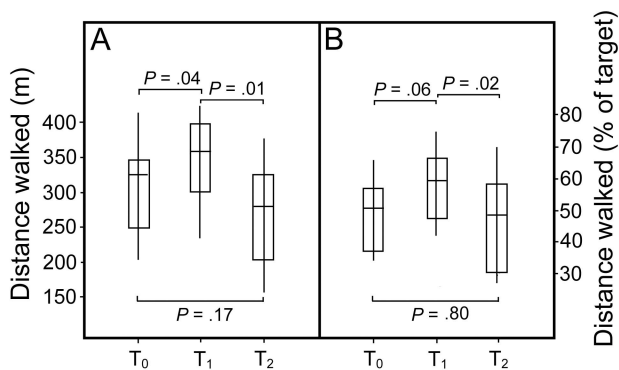 A
B
Distance walked (m)
400
350
300
250
200
150
P = .04
P = .01
P = .17
T0
T1
T2
P = .06
P = .02
P = .80
T0
T1
T2
80
70
60
50
40
30
Distance walked (% of target)